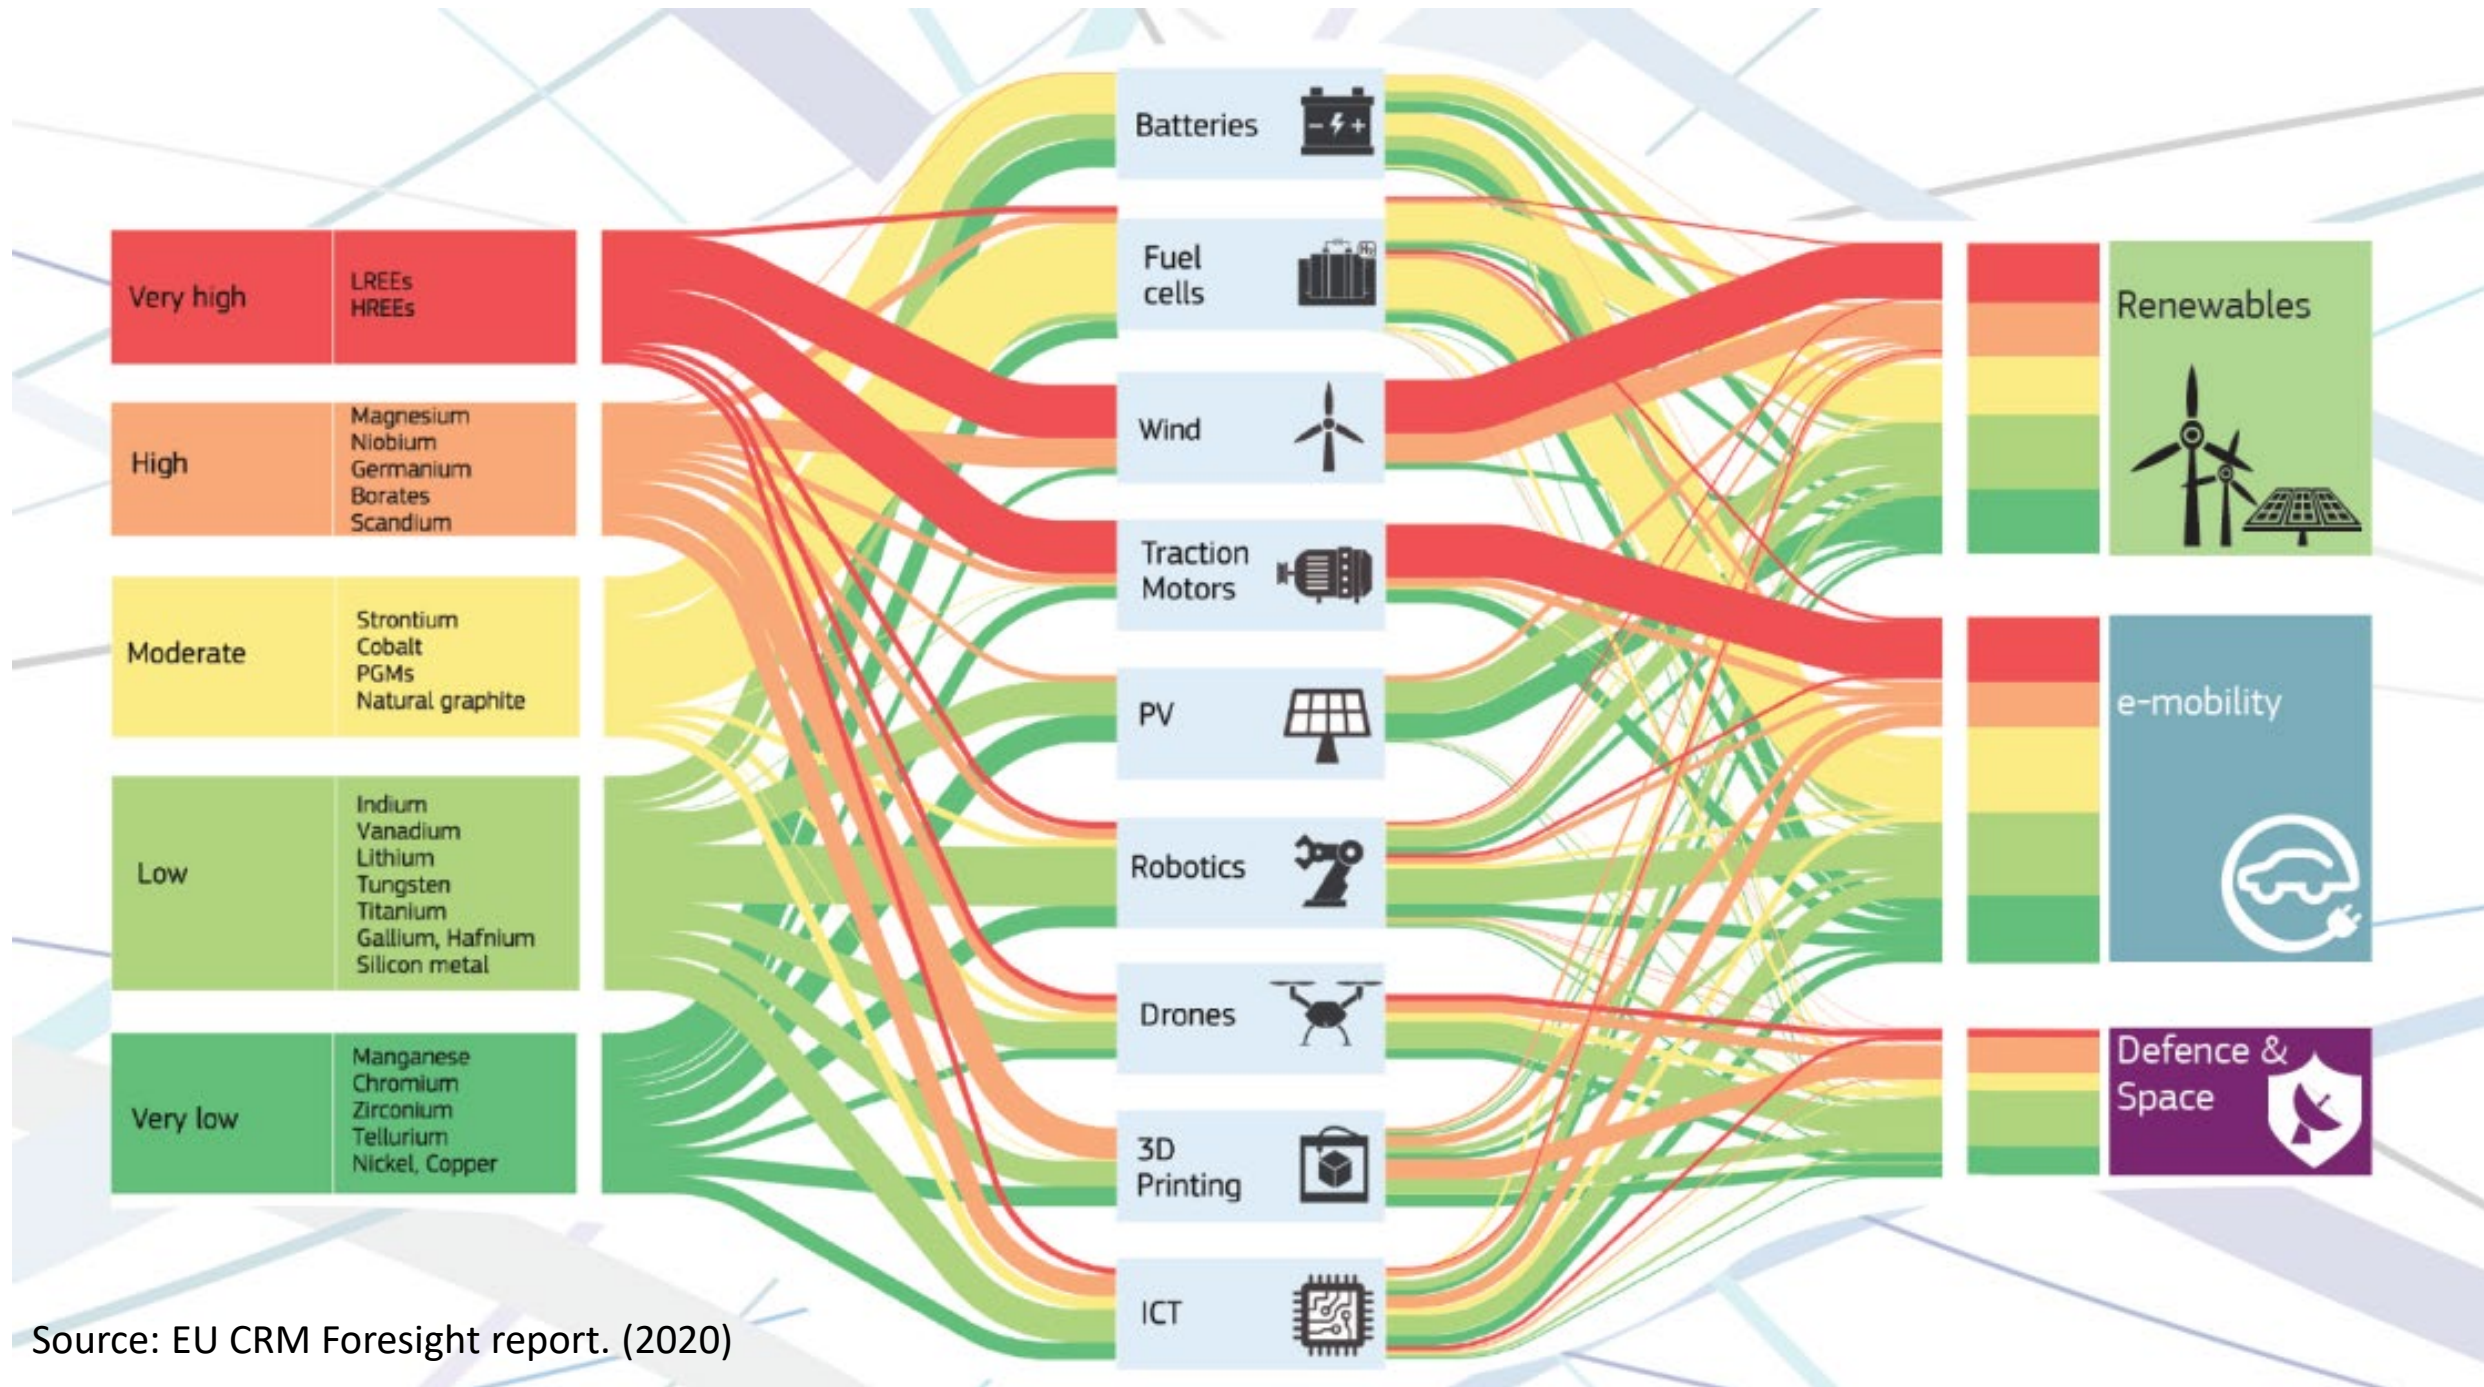 Very high
LREEs
HREEs
High
Magnesium
Niobium
Germanium
Borates
Scandium
Moderate
Strontium
Cobalt
PGMs
Natural graphite
Low
Indium
Vanadium
Lithium
Tungsten
Titanium
Gallium, Hafnium
Silicon metal
Very low
Manganese
Chromium
Zirconium
Tellurium
Nickel, Copper
Batteries
Fuel
cells
H₂
Wind
Traction
Motors
PV
Robotics
Drones
3D
Printing
ICT
Renewables
e-mobility
Defence &
Space
Source: EU CRM Foresight report. (2020)